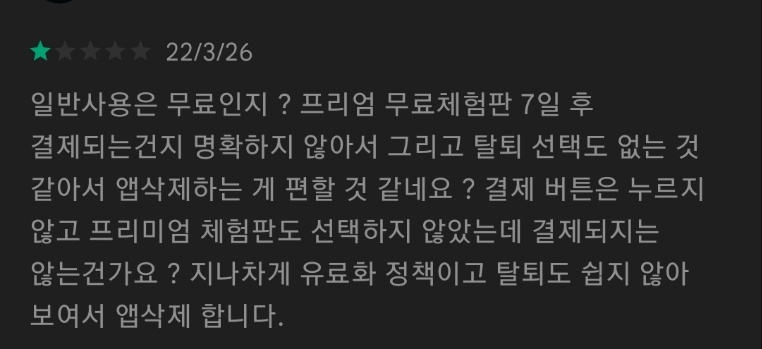 22/3/26
일반사용은 무료인지 ? 프리엄 무료체험판 7일 후
결제되는건지 명확하지 않아서 그리고 탈퇴 선택도 없는 것
같아서 앱삭제하는 게 편할 것 같네요 ? 결제 버튼은 누르지
않고 프리미엄 체험판도 선택하지 않았는데 결제되지는
않는건가요 ? 지나차게 유료화 정책이고 탈퇴도 쉽지 않아
보여서 앱삭제 합니다.